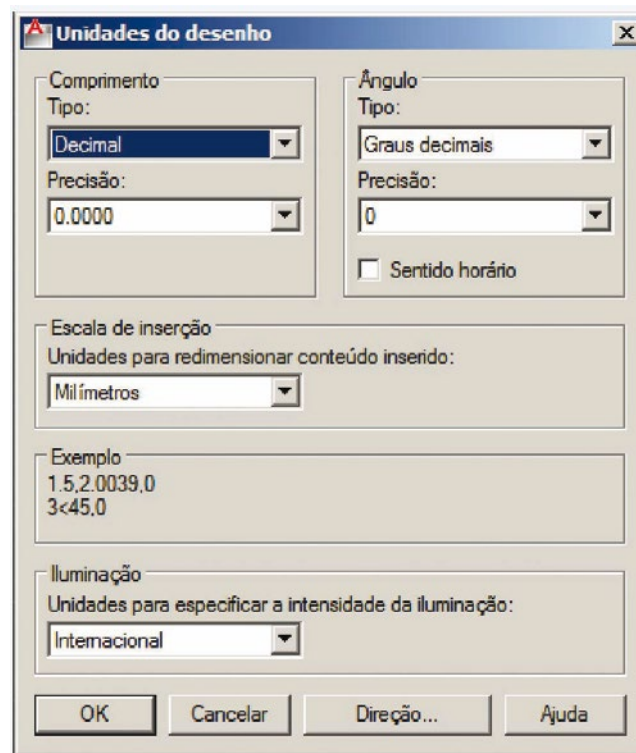 Unidades do desenho
Comprimento
Tipo:
Decimal
Precisão:
0.0000
Ângulo
Tipo:
Graus decimais
Precisão:
0
Sentido horário
Escala de inserção
Unidades para redimensionar conteúdo inserido:
Milímetros
Exemplo
1.5,2.0039,0
3<45,0
Iluminação
Unidades para especificar a intensidade da iluminação:
Internacional
OK
Cancelar
Direção...
Ajuda